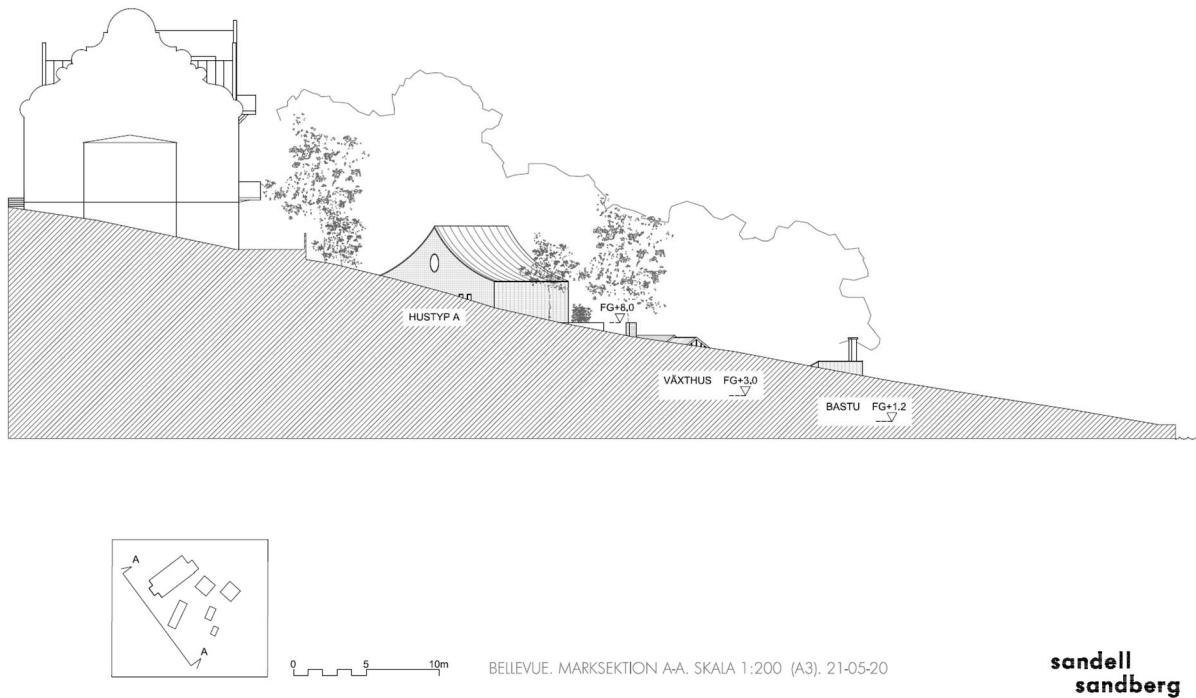 HUSTYP A
FG+8.0
VÄXTHUS FG+3.0
BASTU FG+1.2
A
A
0 5 10m
BELLEVUE. MARKSEKTION A-A. SKALA 1:200 (A3). 21-05-20
sandell
sandberg